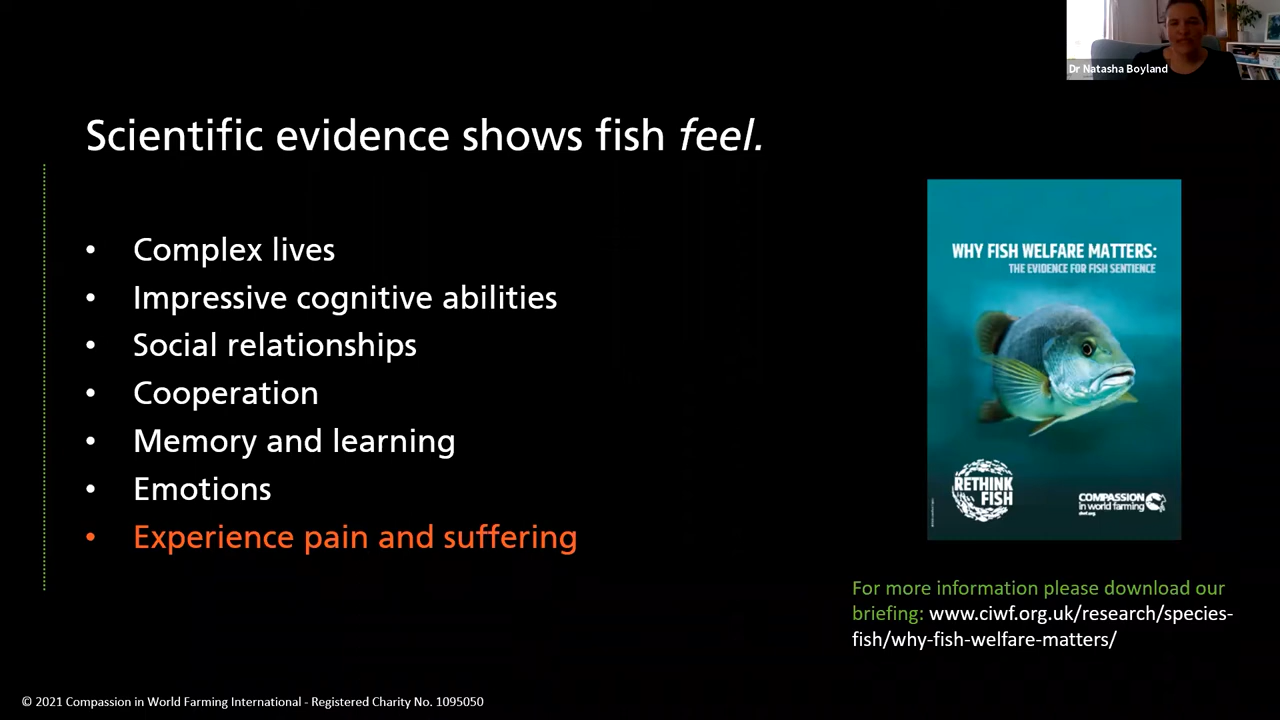 Dr Natasha Boyland
Scientific evidence shows fish feel.
• Complex lives
• Impressive cognitive abilities
• Social relationships
• Cooperation
• Memory and learning
• Emotions
• Experience pain and suffering
WHY FISH WELFARE MATTERS:
THE EVIDENCE FOR FISH SENTIENCE
RETHINK
FISH
COMPASSION
in world farming
ciwf.org
For more information please download our
briefing: www.ciwf.org.uk/research/species-
fish/why-fish-welfare-matters/
© 2021 Compassion in World Farming International - Registered Charity No. 1095050